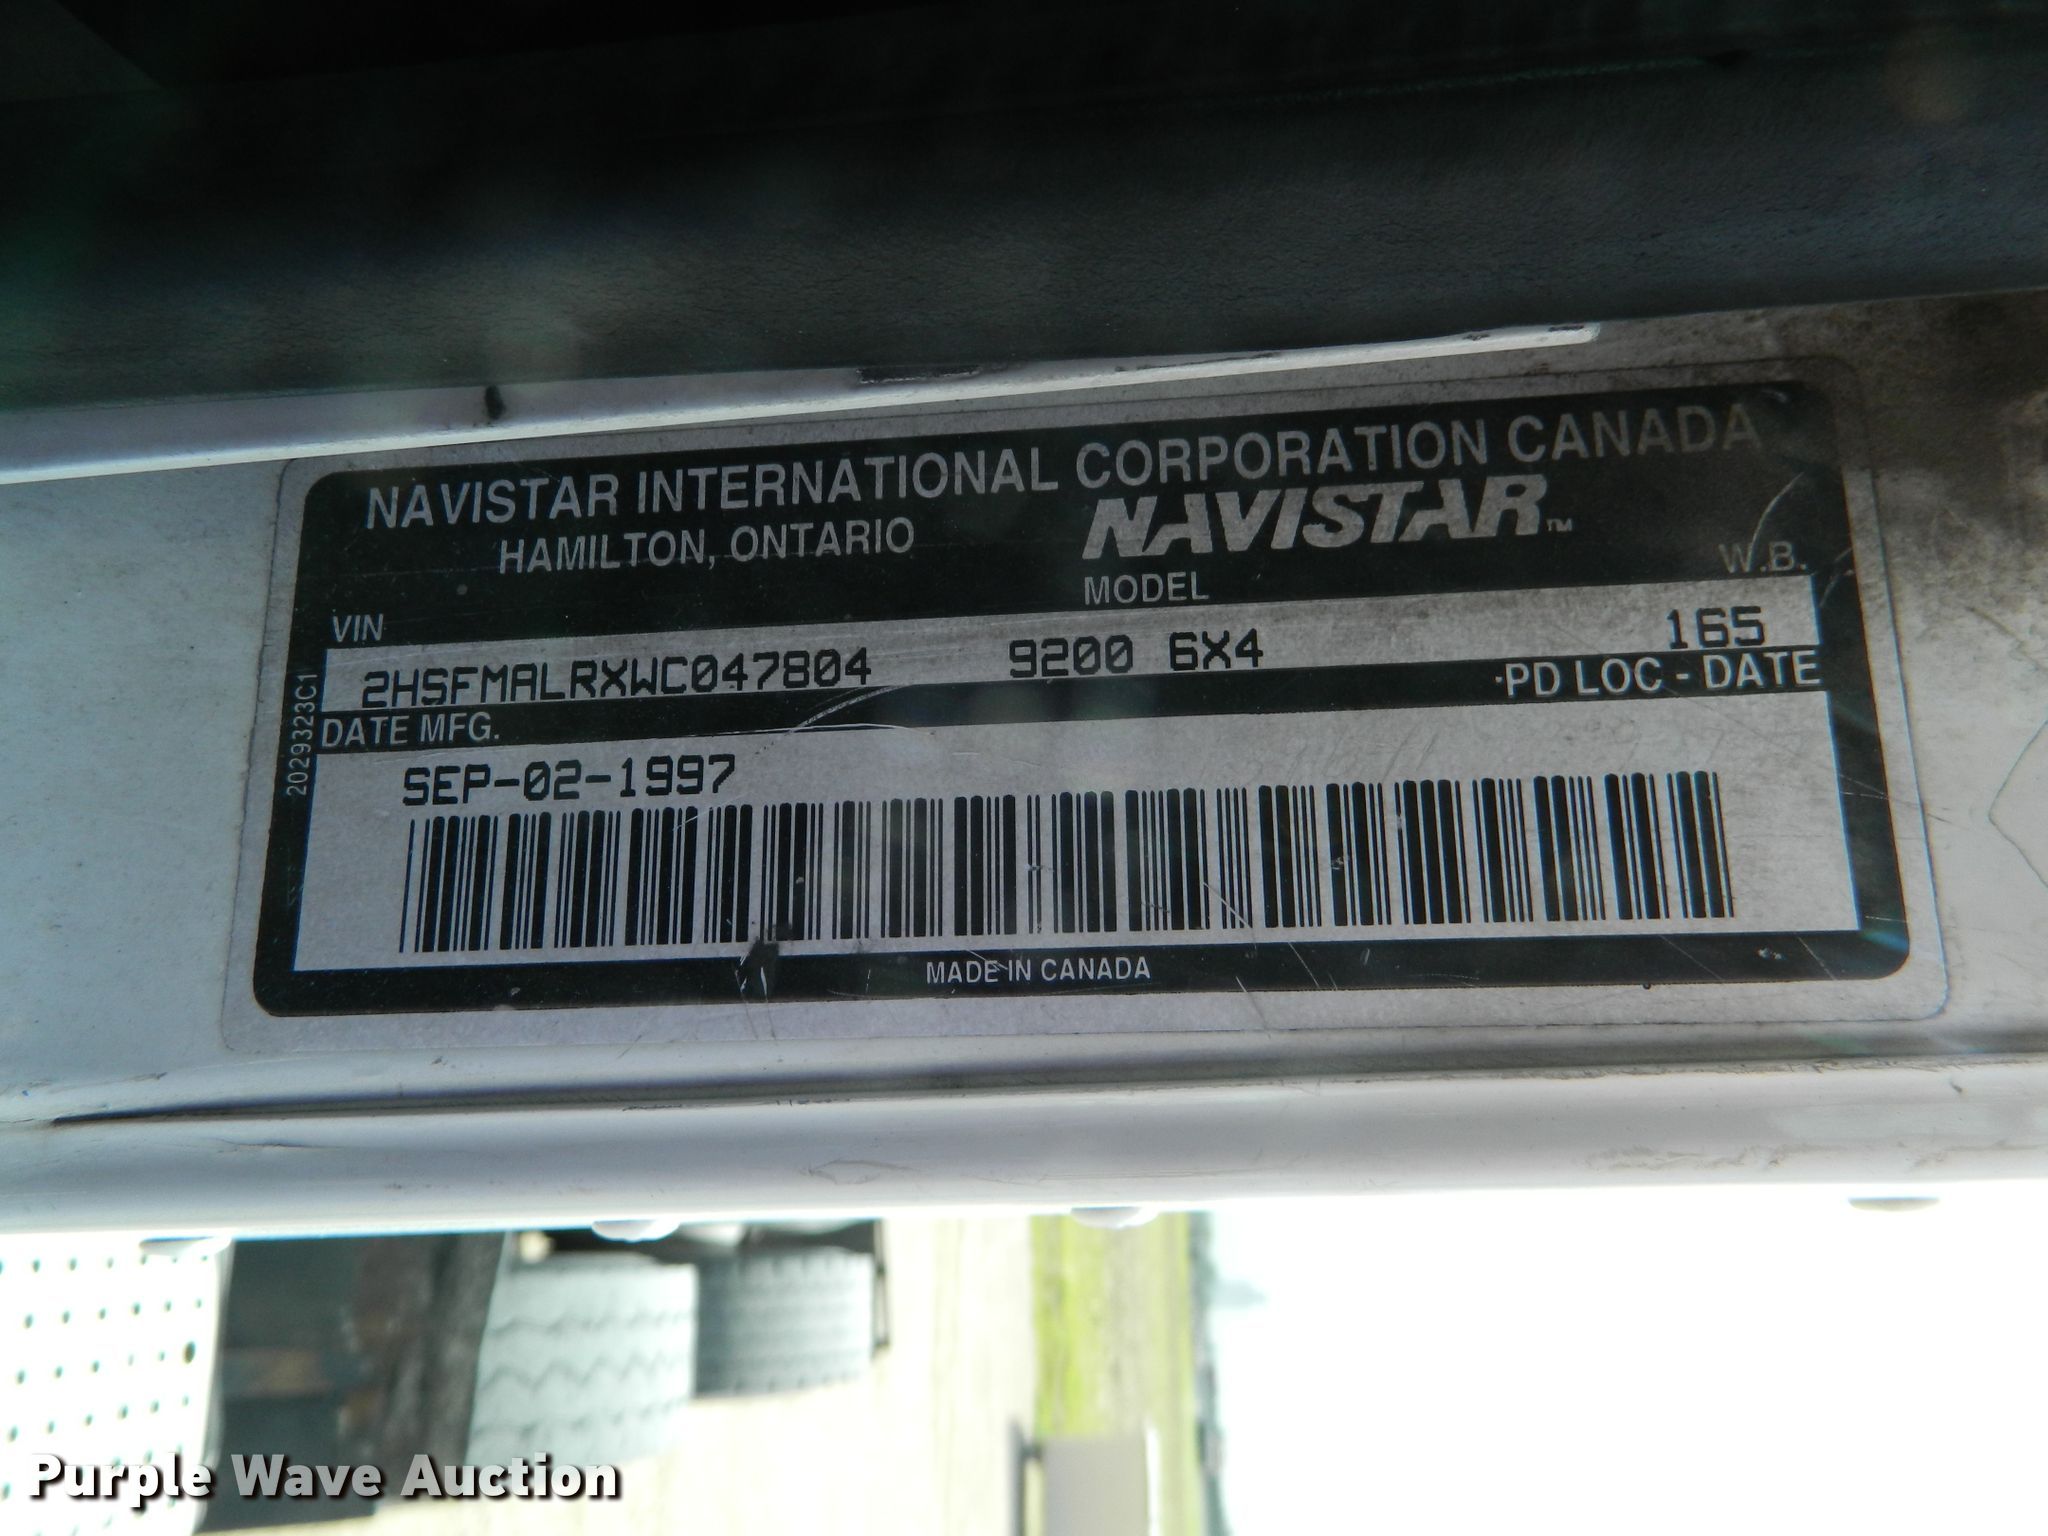 NAVISTAR INTERNATIONAL CORPORATION CANADA
HAMILTON, ONTARIO
NAVISTAR™
VIN
MODEL
W.B.
2HSFMALRXWC047804
9200 6X4
165
DATE MFG.
PD LOC - DATE
SEP-02-1997
2029323C1
MADE IN CANADA
Purple Wave Auction